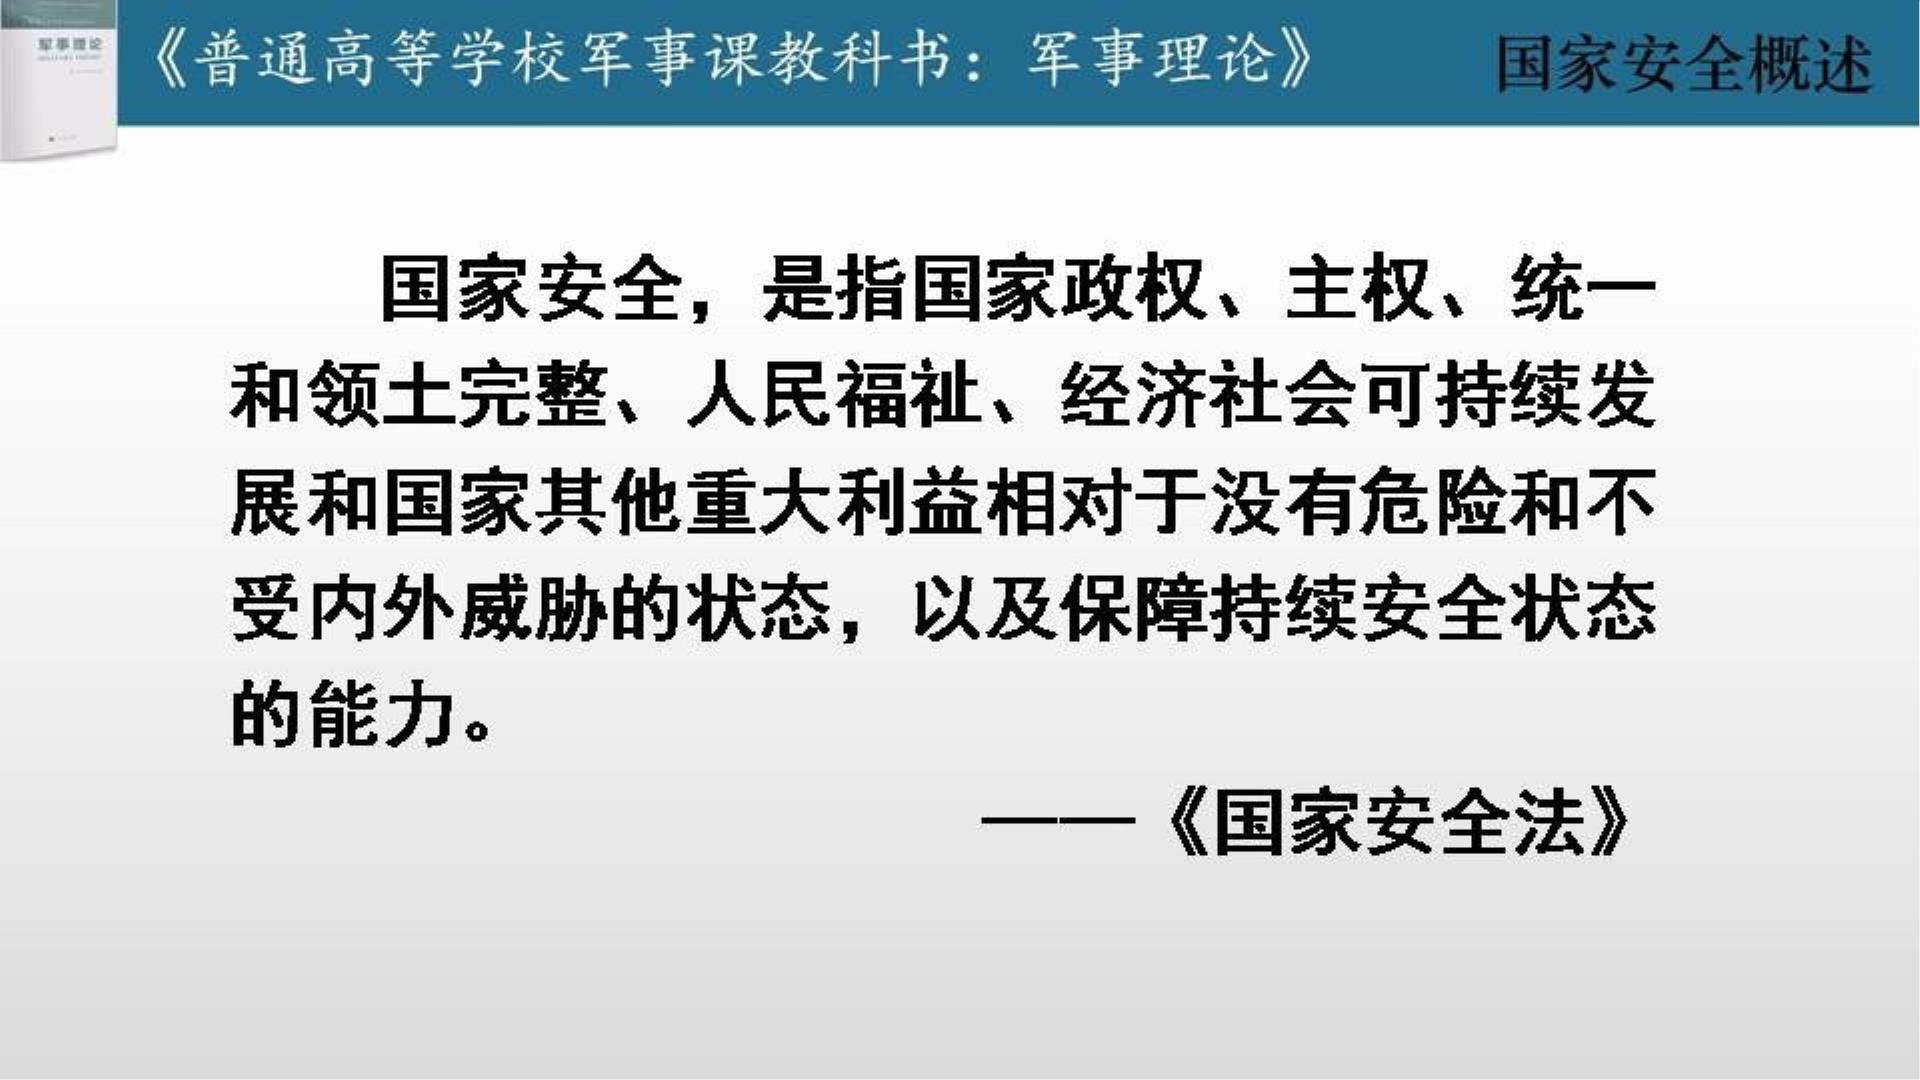 军事理论
《普通高等学校军事课教科书：军事理论》
国家安全概述
国家安全，是指国家政权、主权、统一
和领土完整、人民福祉、经济社会可持续发
展和国家其他重大利益相对于没有危险和不
受内外威胁的状态，以及保障持续安全状态
的能力。
——《国家安全法》